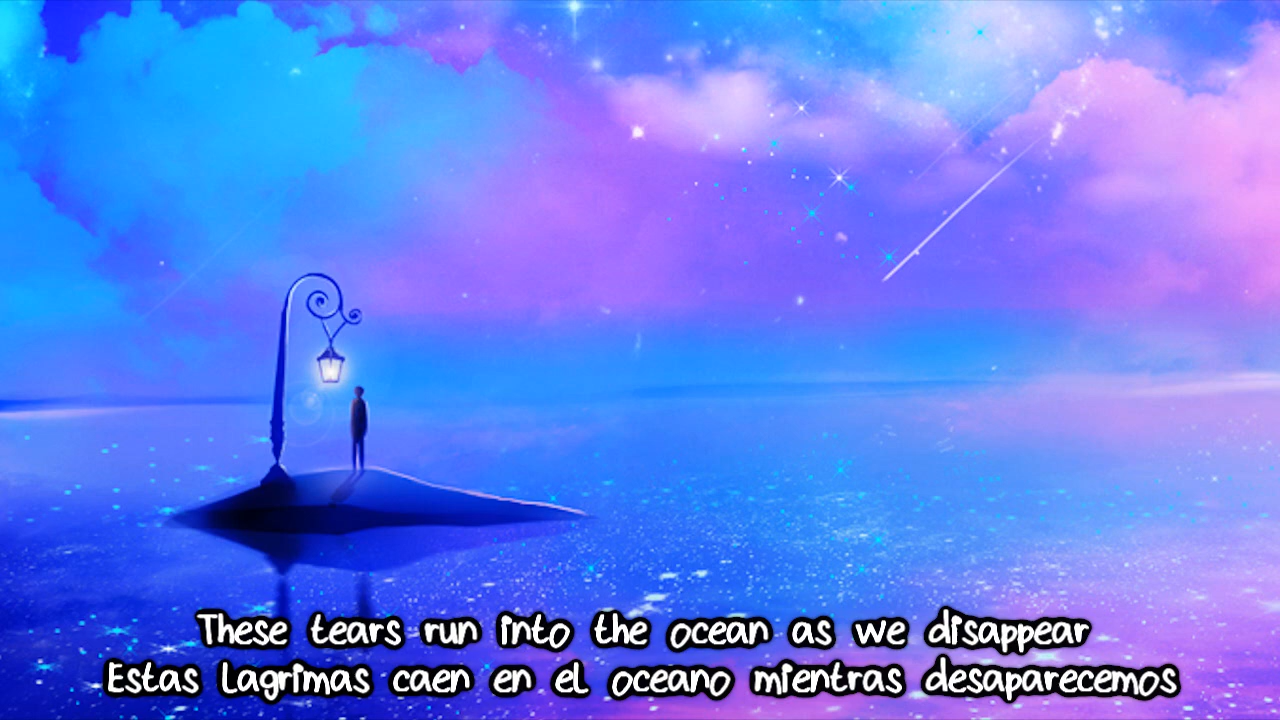 These tears run into the ocean as we disappear
Estas lagrimas caen en el oceano mientras desaparecemos